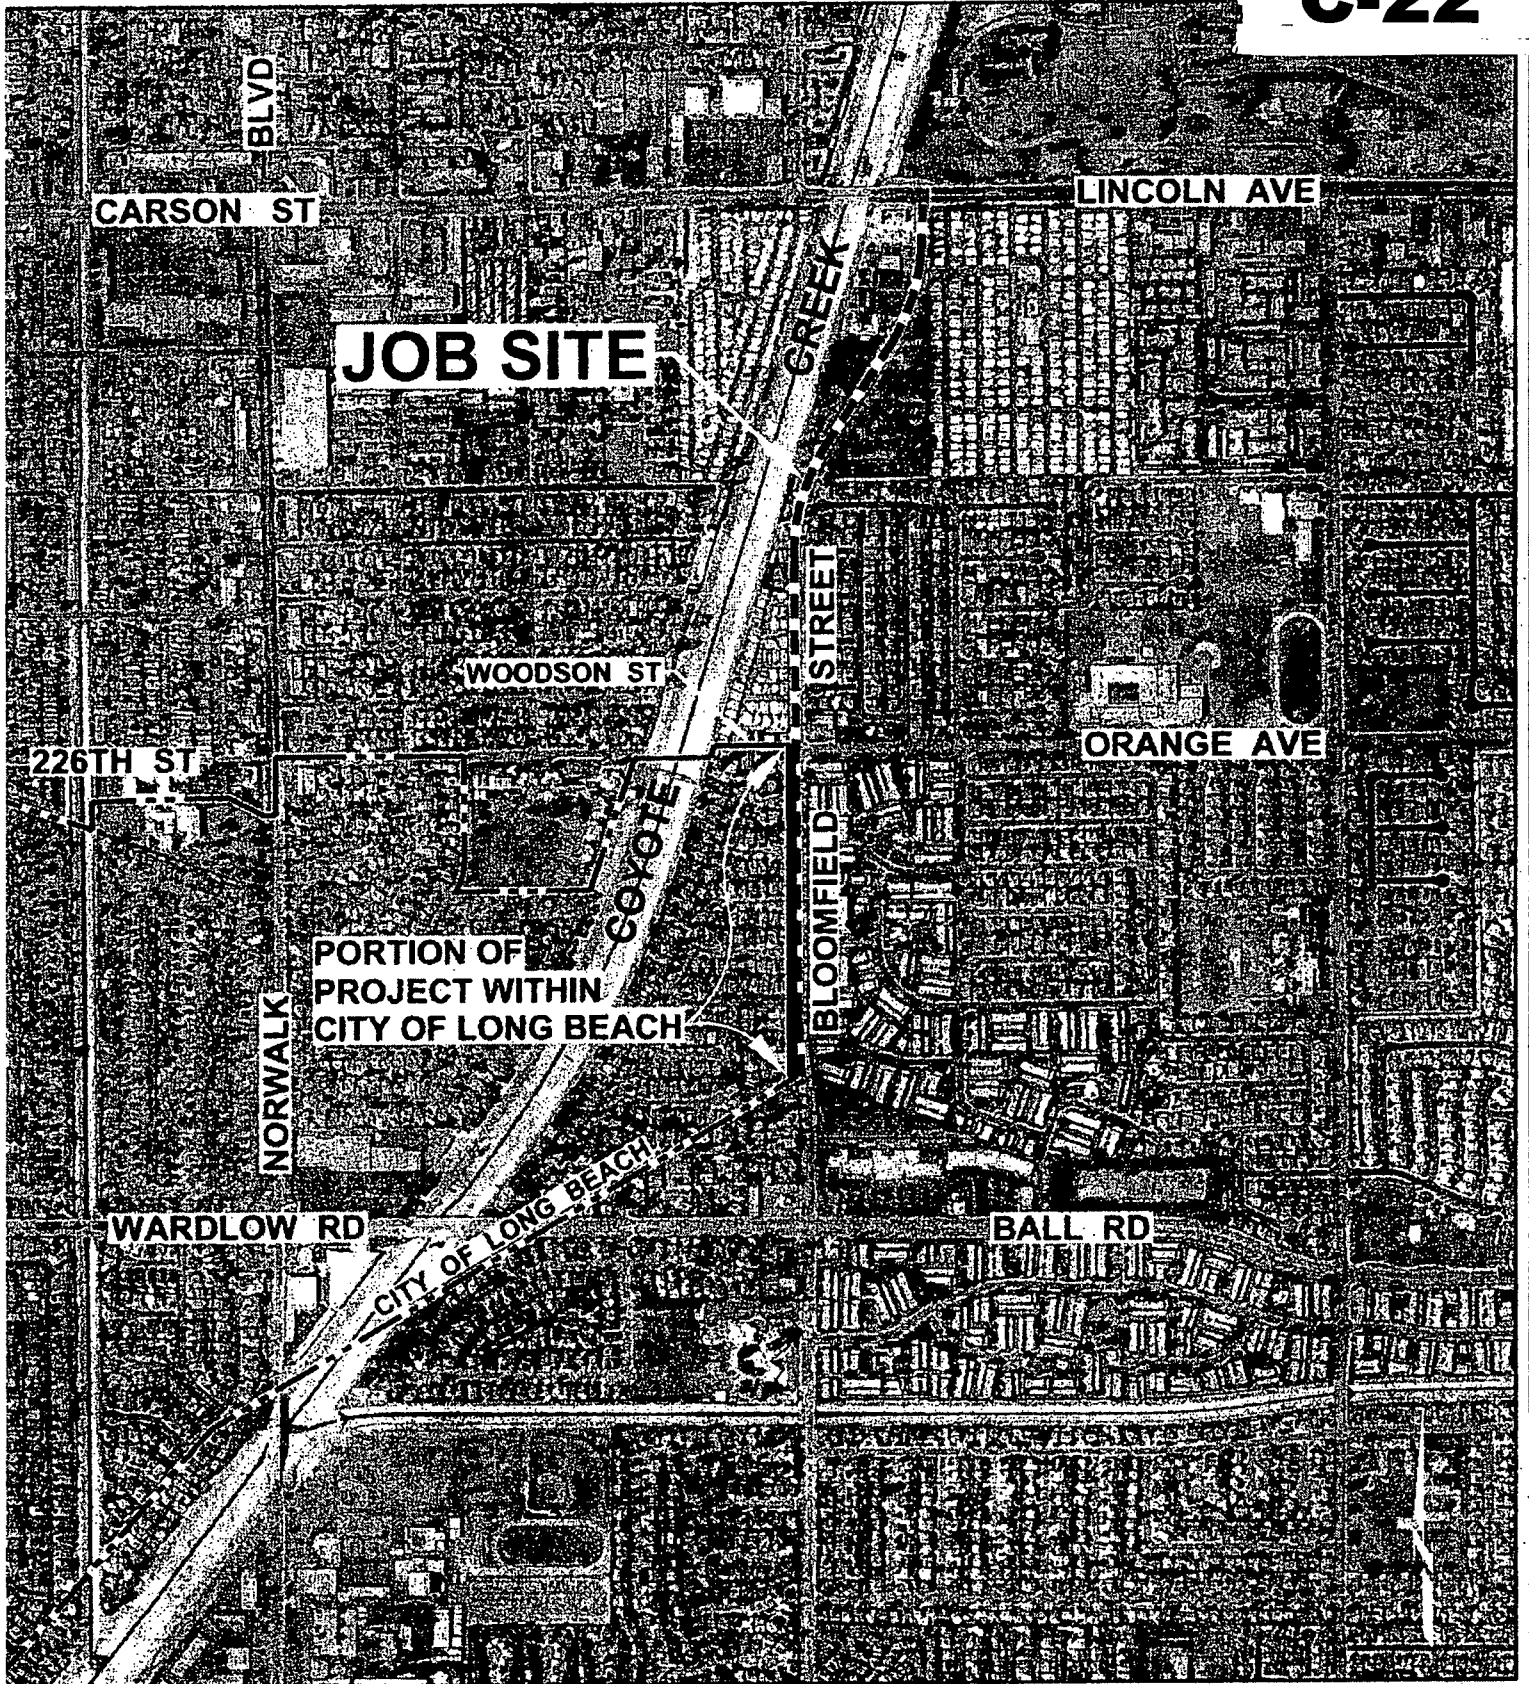 C-22
BLVD
CARSON ST
LINCOLN AVE
CREEK
JOB SITE
STREET
WOODSON ST
226TH ST
ORANGE AVE
COYOTE
BLOOMFIELD
PORTION OF
PROJECT WITHIN
CITY OF LONG BEACH
NORWALK
CITY OF LONG BEACH
WARDLOW RD
BALL RD